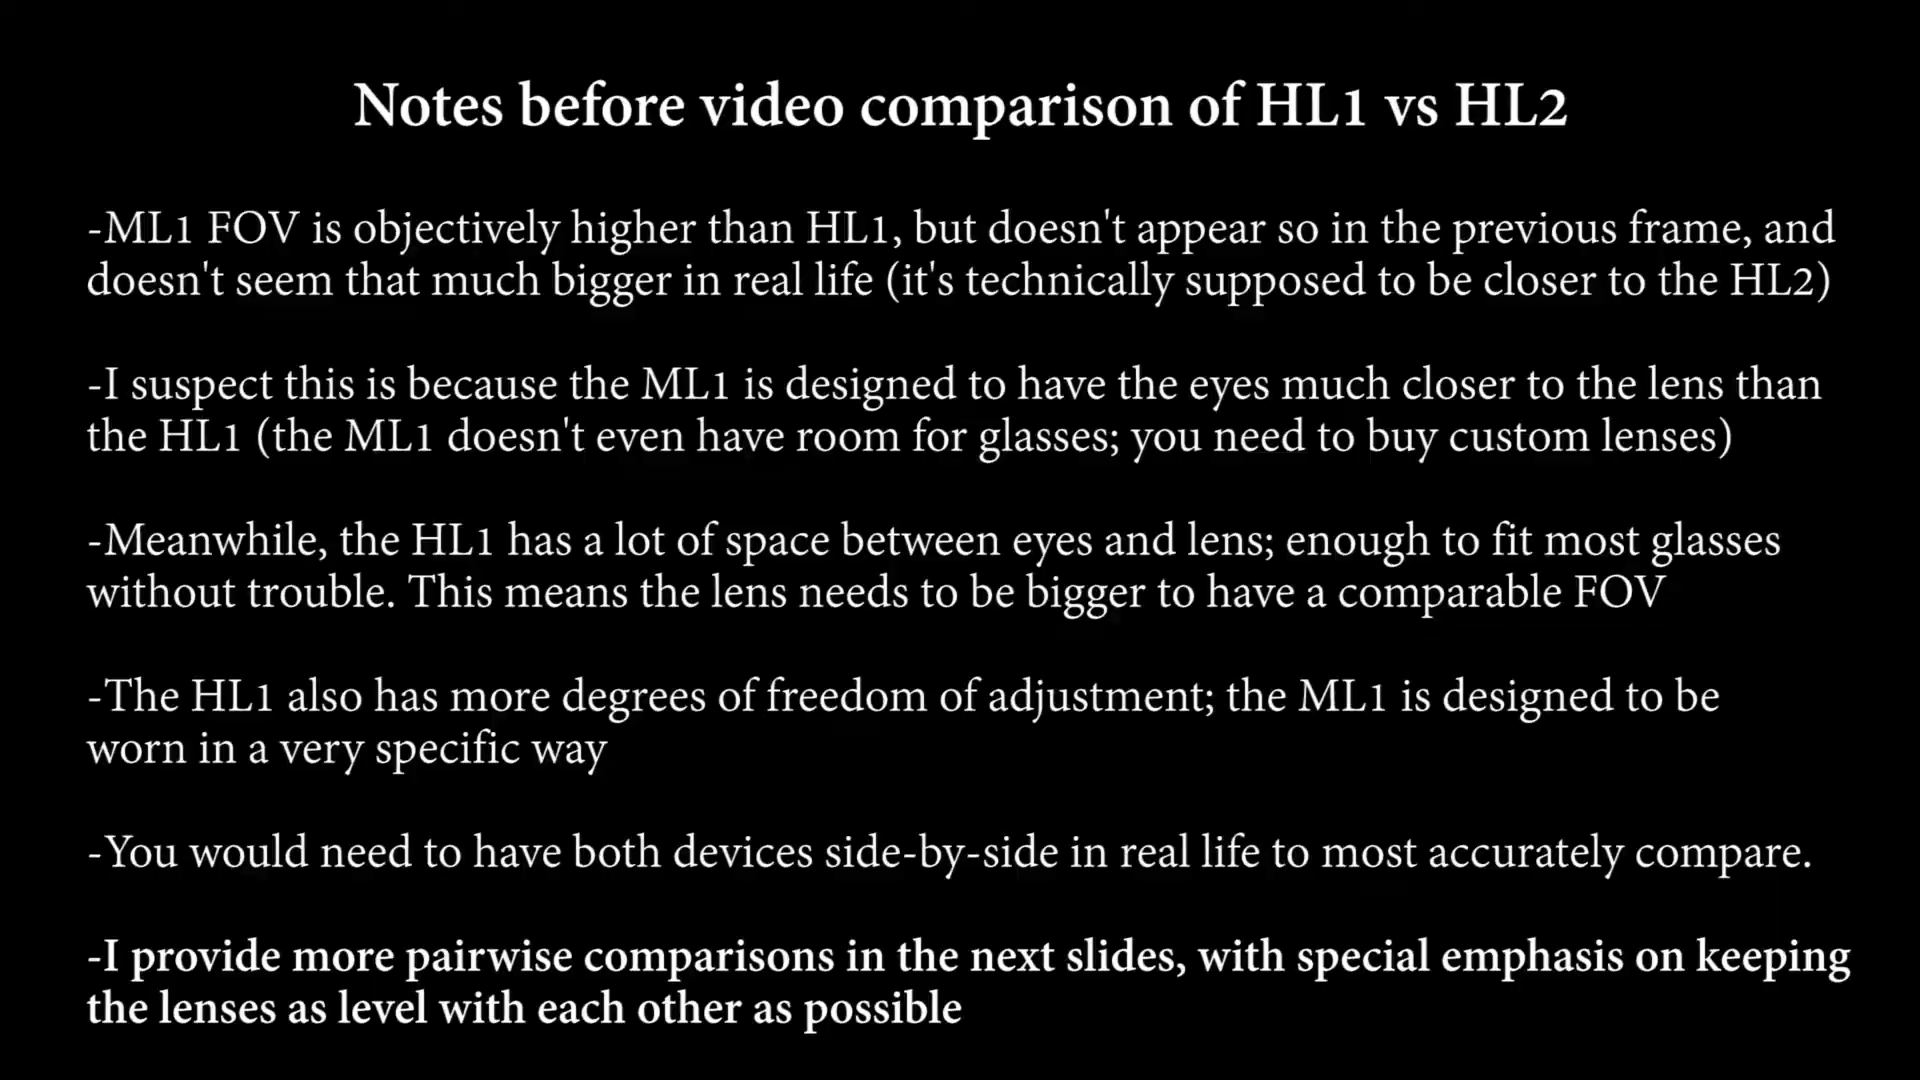 Notes before video comparison of HL1 vs HL2
-ML1 FOV is objectively higher than HL1, but doesn't appear so in the previous frame, and
doesn't seem that much bigger in real life (it's technically supposed to be closer to the HL2)
-I suspect this is because the ML1 is designed to have the eyes much closer to the lens than
the HL1 (the ML1 doesn't even have room for glasses; you need to buy custom lenses)
-Meanwhile, the HL1 has a lot of space between eyes and lens; enough to fit most glasses
without trouble. This means the lens needs to be bigger to have a comparable FOV
-The HL1 also has more degrees of freedom of adjustment; the ML1 is designed to be
worn in a very specific way
-You would need to have both devices side-by-side in real life to most accurately compare.
-I provide more pairwise comparisons in the next slides, with special emphasis on keeping
the lenses as level with each other as possible